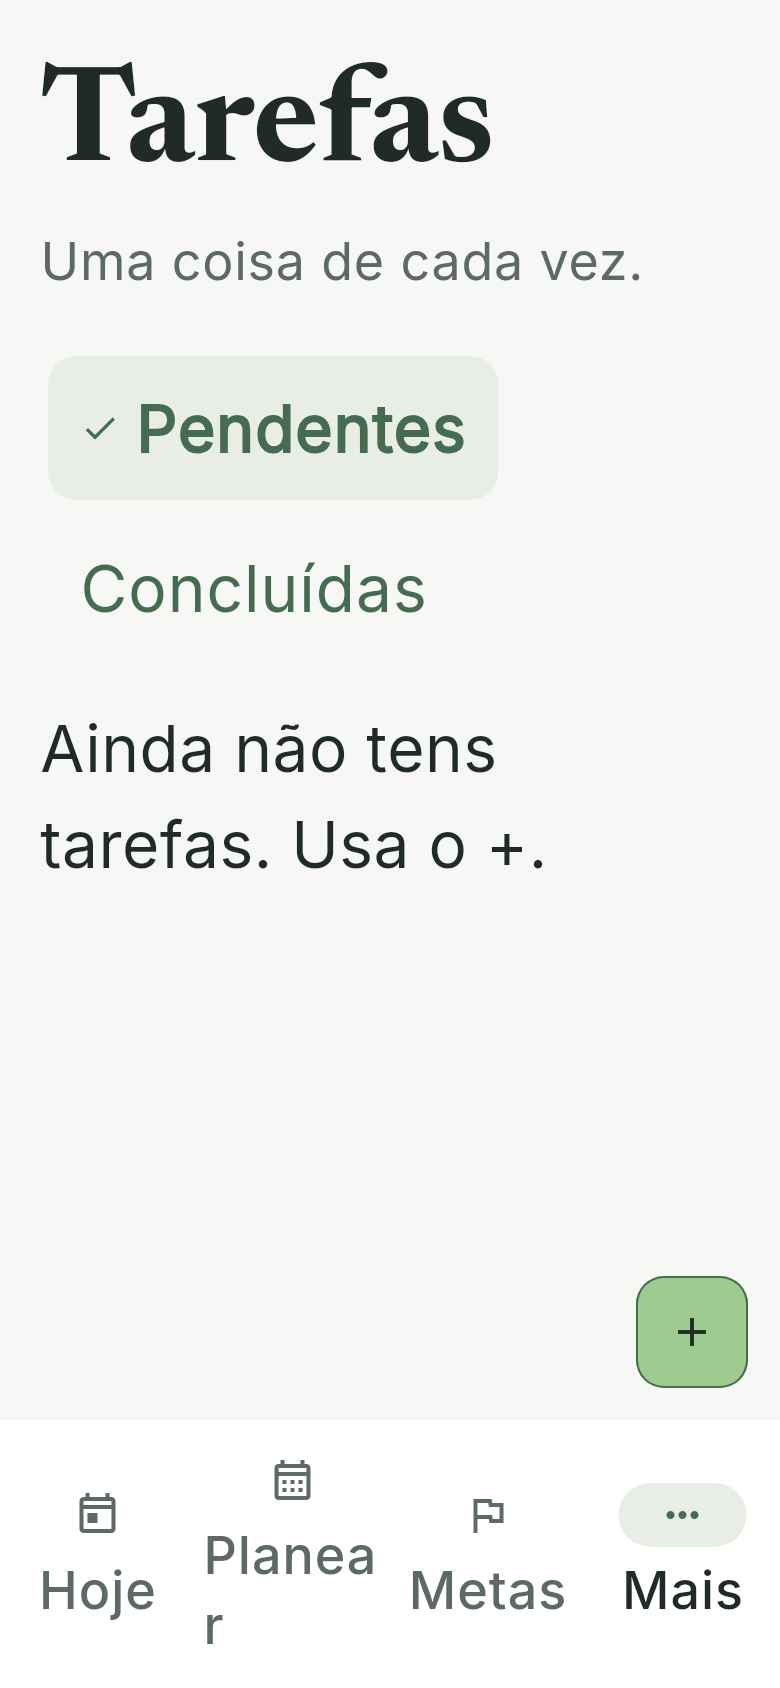 Tarefas
Uma coisa de cada vez.
Pendentes
Concluídas
Ainda não tens
tarefas. Usa o +.
Hoje
Planea
r
Metas
Mais